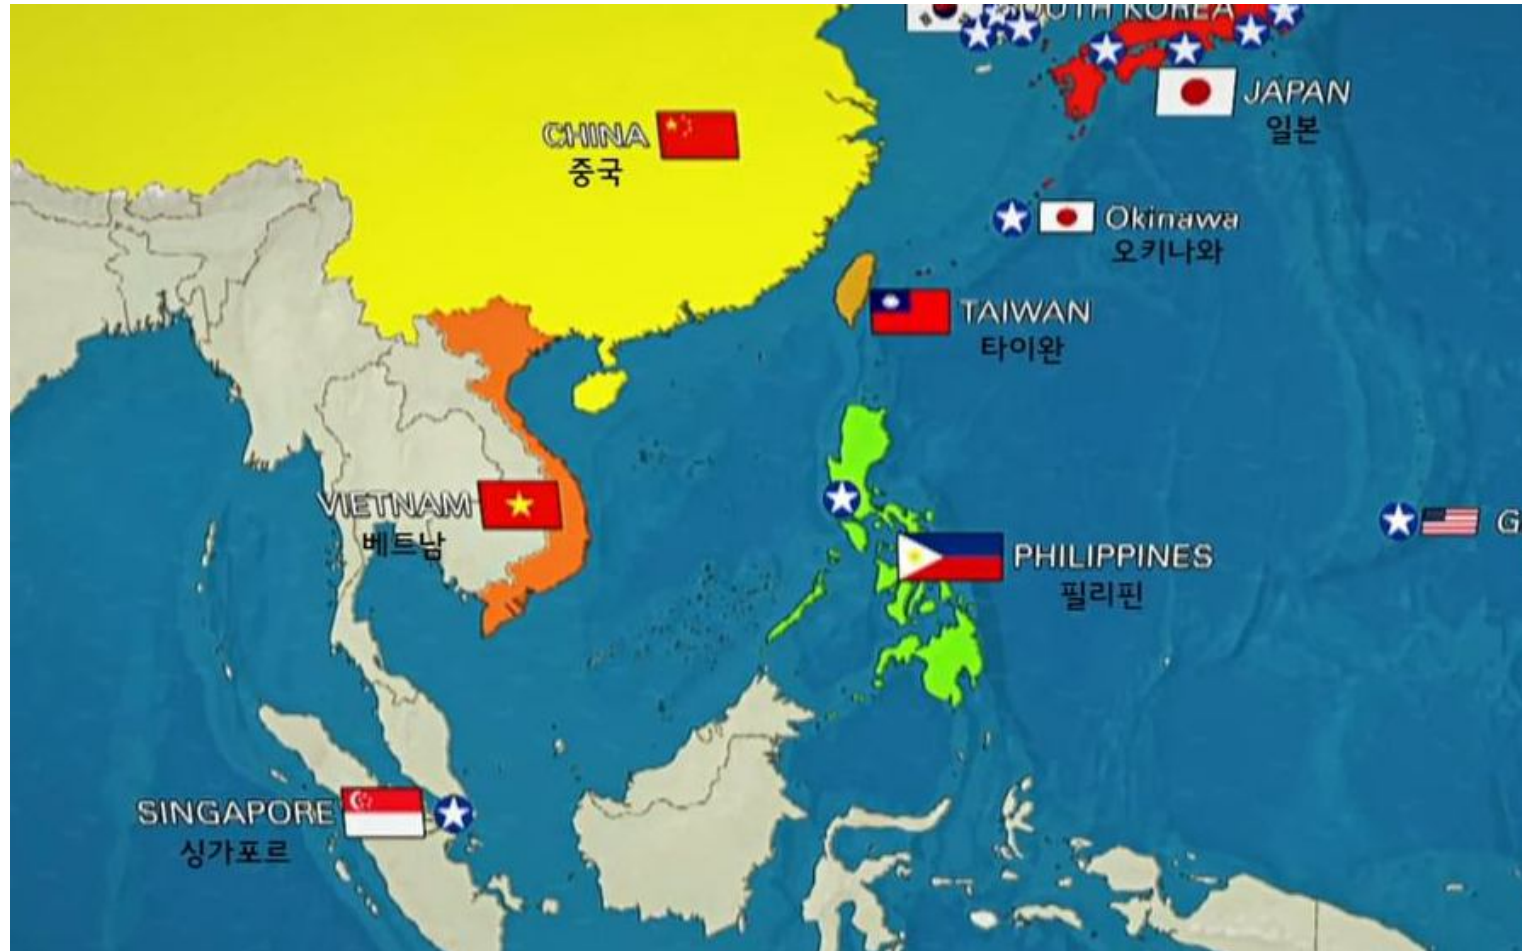 SOUTH KOREA
JAPAN
일본
CHINA
중국
Okinawa
오키나와
TAIWAN
타이완
VIETNAM
베트남
G
PHILIPPINES
필리핀
SINGAPORE
싱가포르